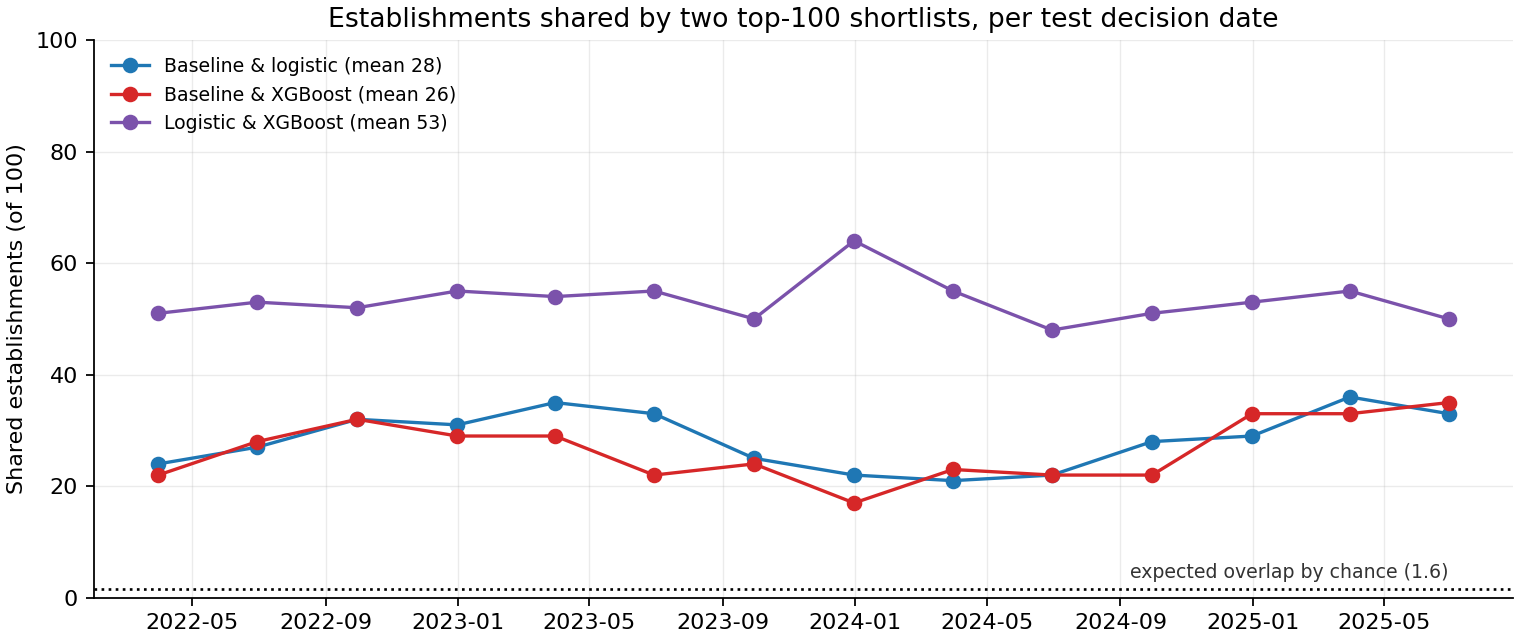 Establishments shared by two top-100 shortlists, per test decision date
Shared establishments (of 100)
100
80
60
40
20
0
Baseline & logistic (mean 28)
Baseline & XGBoost (mean 26)
Logistic & XGBoost (mean 53)
expected overlap by chance (1.6)
2022-05 2022-09 2023-01 2023-05 2023-09 2024-01 2024-05 2024-09 2025-01 2025-05